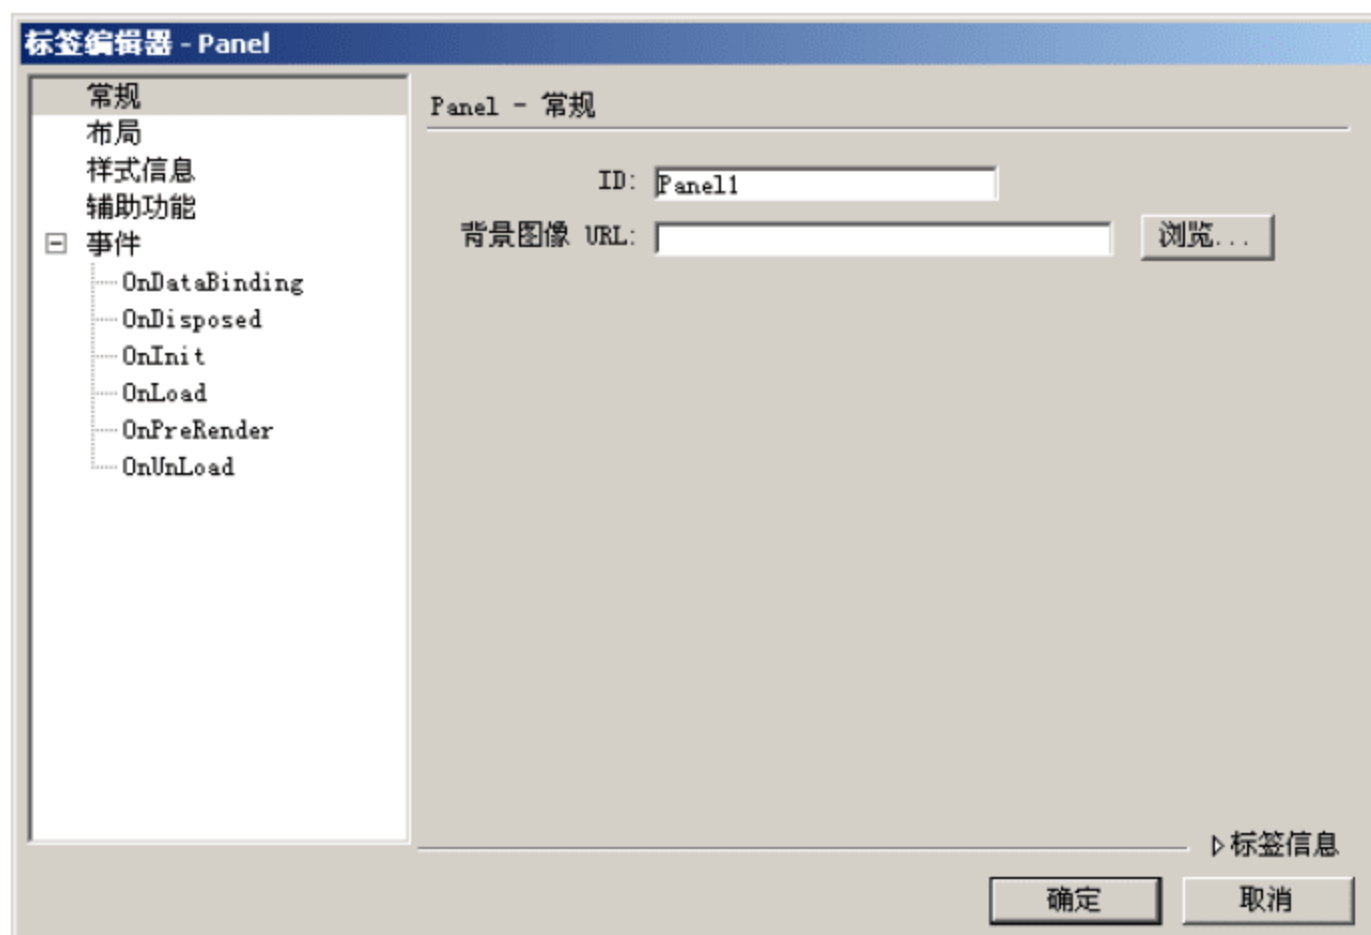 标签编辑器 - Panel
常规
布局
样式信息
辅助功能
事件
OnDataBinding
OnDisposed
OnInit
OnLoad
OnPreRender
OnUnLoad
Panel - 常规
ID: Panel1
背景图像 URL: 浏览...
标签信息
确定 取消